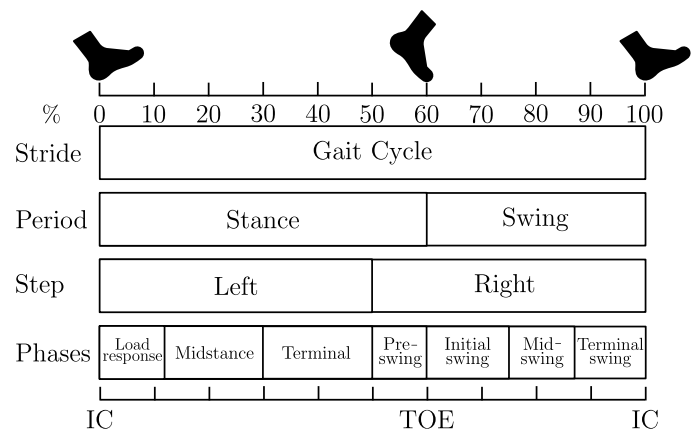 % 0 10 20 30 40 50 60 70 80 90 100
Stride Gait Cycle
Period Stance Swing
Step Left Right
Phases
Load
response
Midstance
Terminal
Pre-
swing
Initial
swing
Mid-
swing
Terminal
swing
IC TOE IC